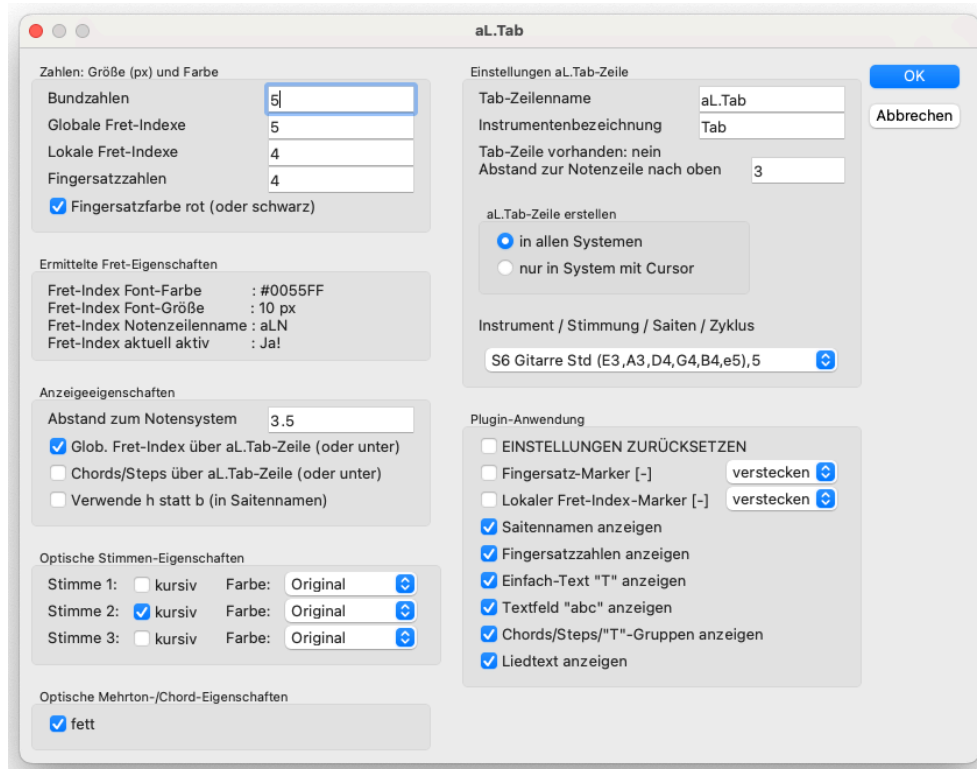 aL.Tab
Zahlen: Größe (px) und Farbe
Bundzahlen 5
Globale Fret-Indexe 5
Lokale Fret-Indexe 4
Fingersatzzahlen 4
Fingersatzfarbe rot (oder schwarz)
Ermittelte Fret-Eigenschaften
Fret-Index Font-Farbe : #0055FF
Fret-Index Font-Größe : 10 px
Fret-Index Notenzeilenname : aLN
Fret-Index aktuell aktiv : Ja!
Anzeigeeigenschaften
Abstand zum Notensystem 3.5
Glob. Fret-Index über aL.Tab-Zeile (oder unter)
Chords/Steps über aL.Tab-Zeile (oder unter)
Verwende h statt b (in Saitennamen)
Optische Stimmen-Eigenschaften
Stimme 1: kursiv Farbe: Original
Stimme 2: kursiv Farbe: Original
Stimme 3: kursiv Farbe: Original
Optische Mehrton-/Chord-Eigenschaften
fett
Einstellungen aL.Tab-Zeile
Tab-Zeilenname aL.Tab
Instrumentenbezeichnung Tab
Tab-Zeile vorhanden: nein
Abstand zur Notenzeile nach oben 3
aL.Tab-Zeile erstellen
in allen Systemen
nur in System mit Cursor
Instrument / Stimmung / Saiten / Zyklus
S6 Gitarre Std (E3,A3,D4,G4,B4,e5),5
Plugin-Anwendung
EINSTELLUNGEN ZURÜCKSETZEN
Fingersatz-Marker [-] verstecken
Lokaler Fret-Index-Marker [-] verstecken
Saitennamen anzeigen
Fingersatzzahlen anzeigen
Einfach-Text "T" anzeigen
Textfeld "abc" anzeigen
Chords/Steps/"T"-Gruppen anzeigen
Liedtext anzeigen
OK
Abbrechen